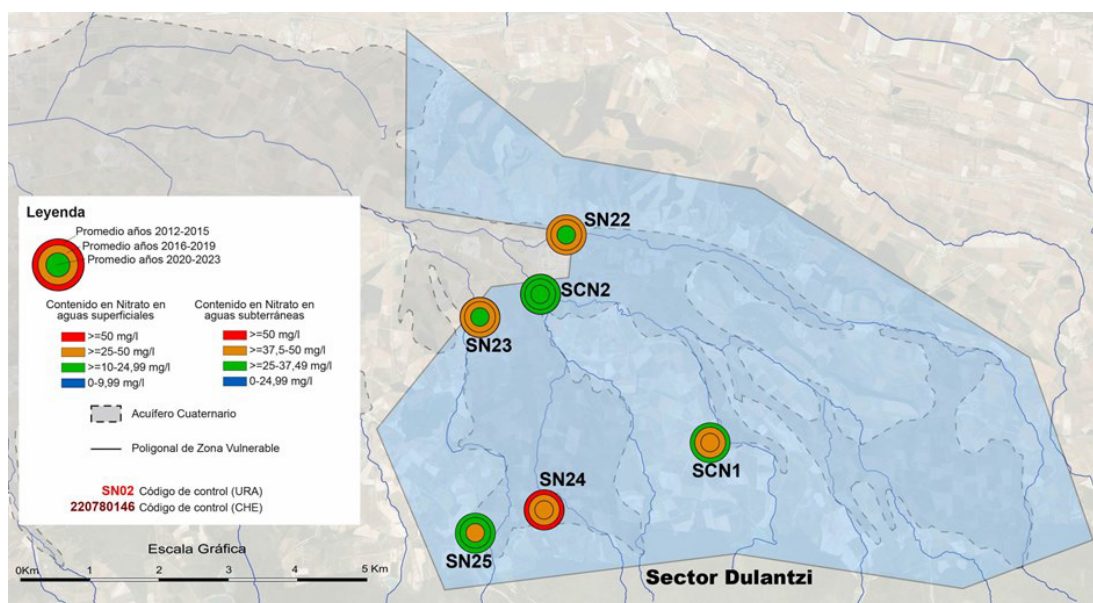 SN22
SCN2
SN23
SCN1
SN24
SN25
Sector Dulantzi
Leyenda
Promedio años 2012-2015
Promedio años 2016-2019
Promedio años 2020-2023
Contenido en Nitrato en
aguas superficiales
>=50 mg/l
>=25-50 mg/l
>=10-24,99 mg/l
0-9,99 mg/l
Contenido en Nitrato en
aguas subterráneas
>=50 mg/l
>=37,5-50 mg/l
>=25-37,49 mg/l
0-24,99 mg/l
Acuífero Cuaternario
Poligonal de Zona Vulnerable
SN02 Código de control (URA)
220780146 Código de control (CHE)
Escala Gráfica
0Km 1 2 3 4 5 Km